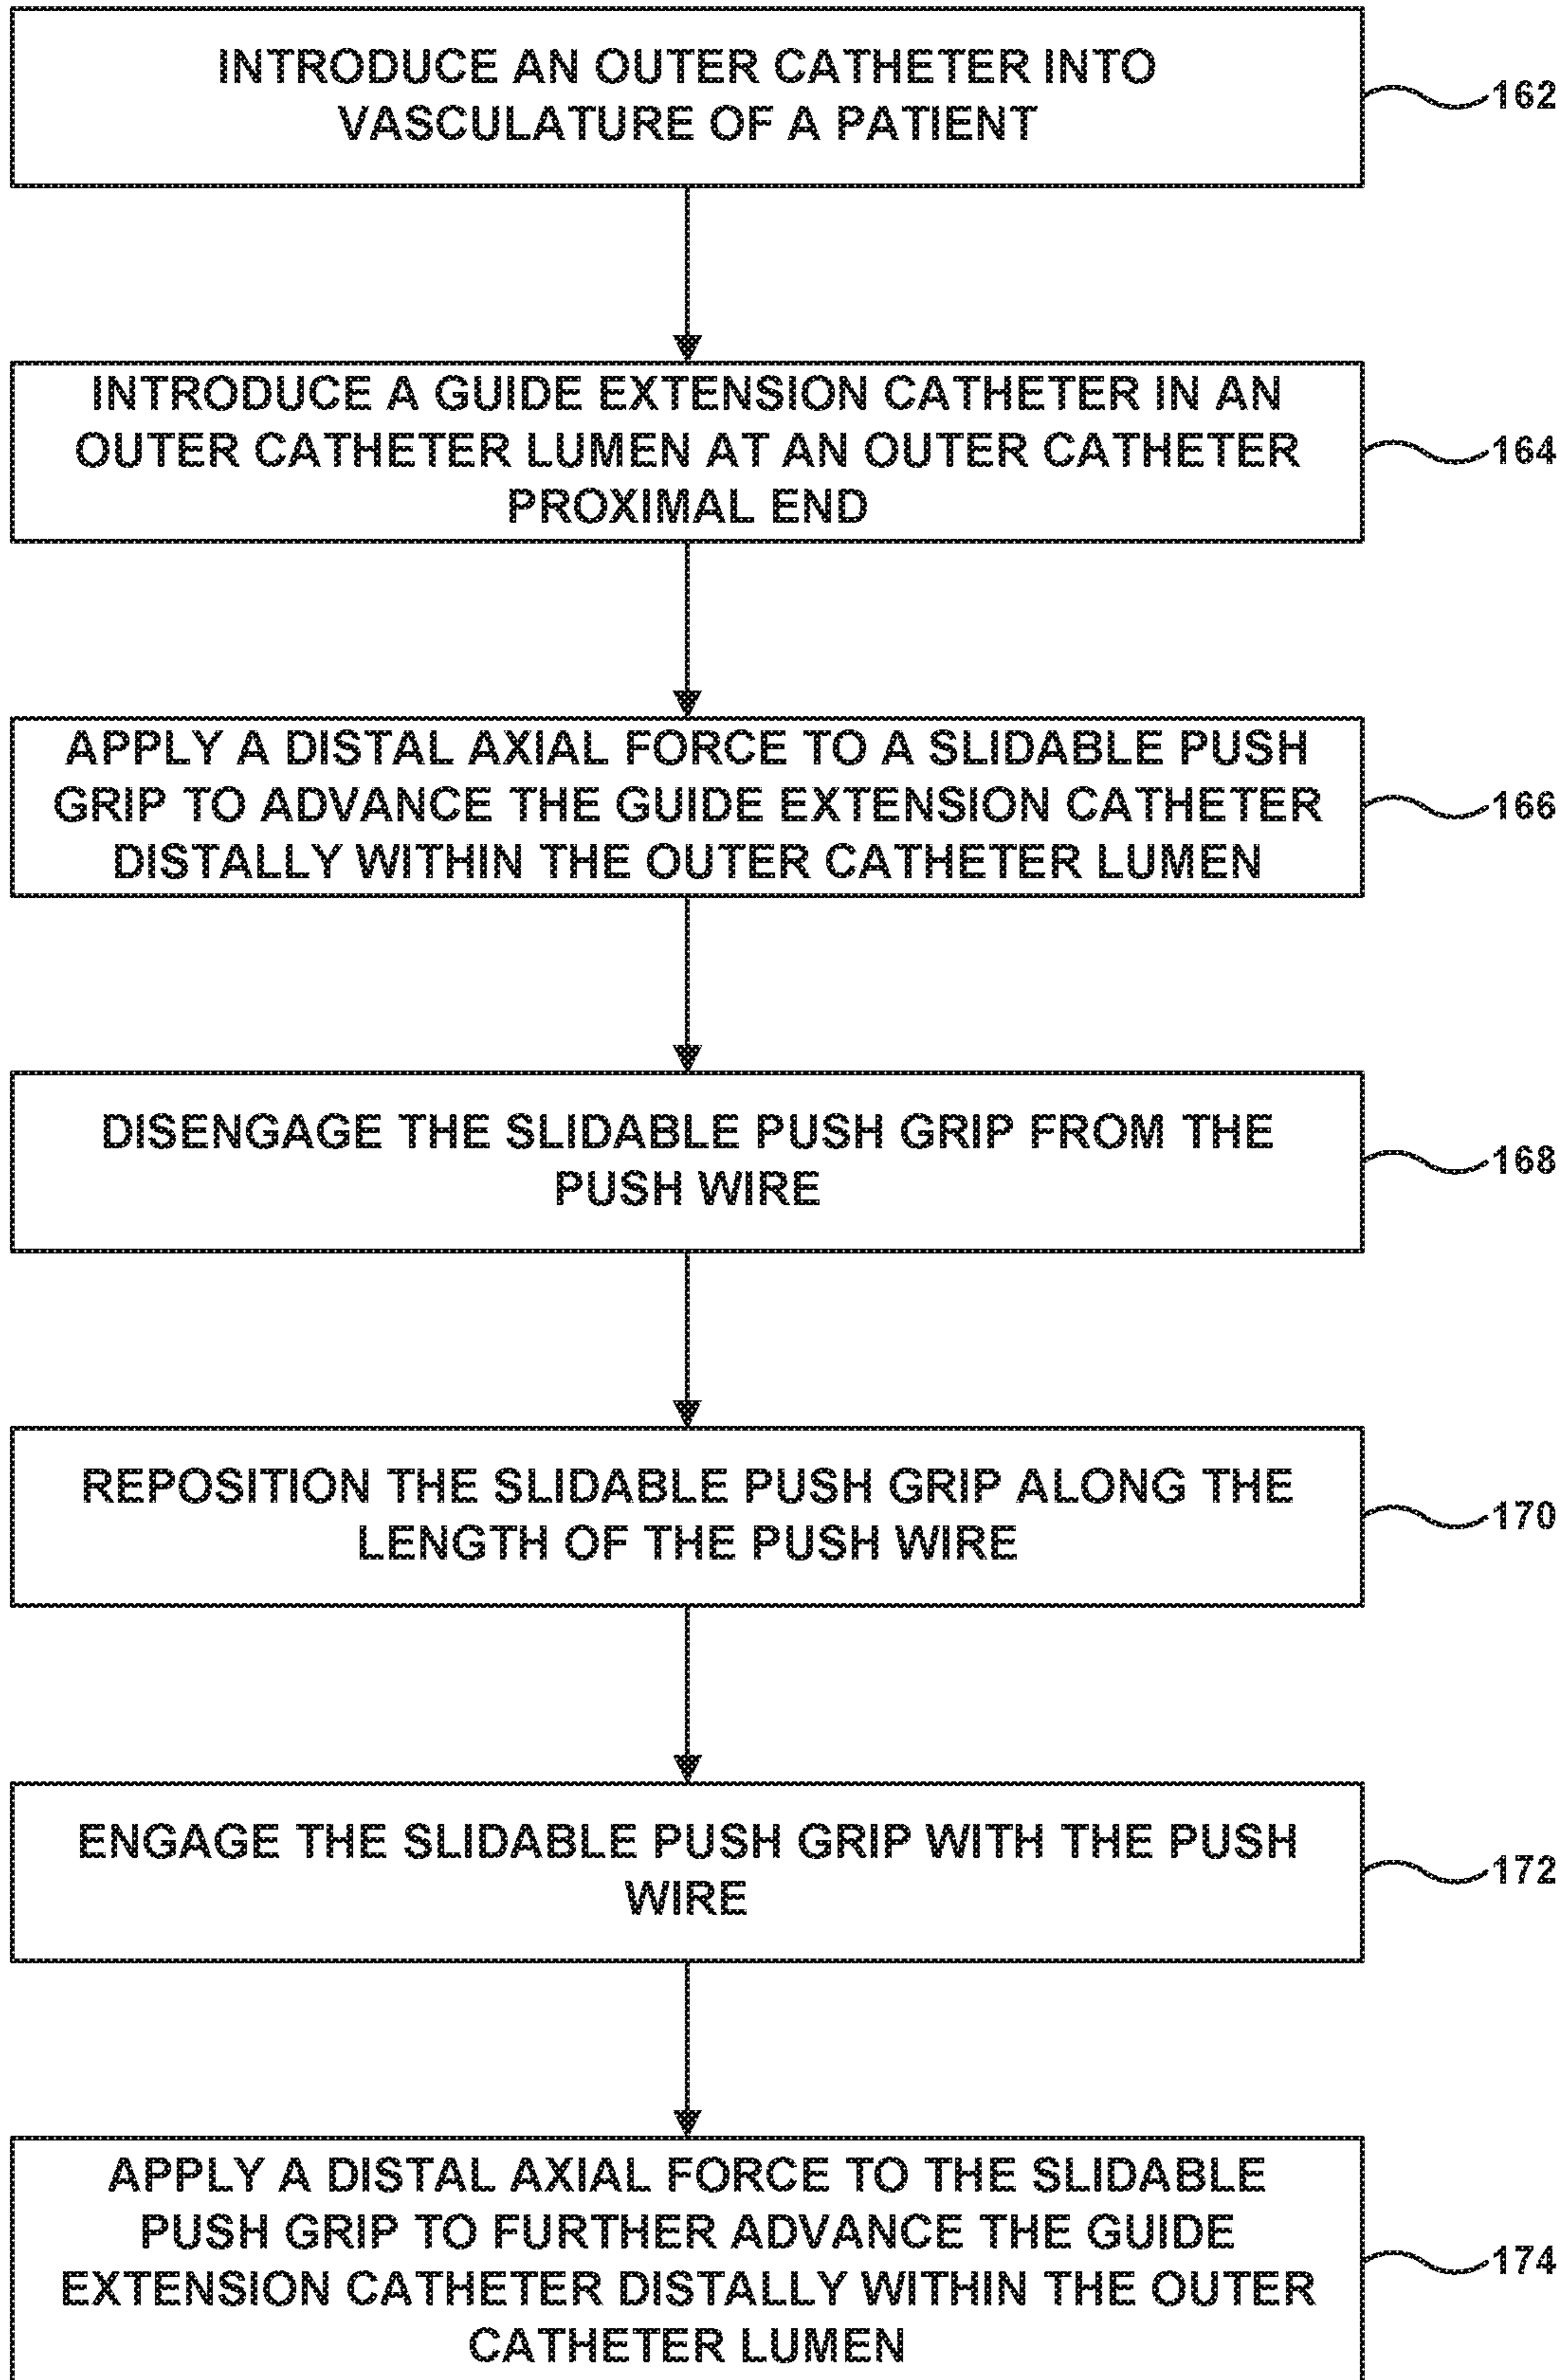 INTRODUCE AN OUTER CATHETER INTO
VASCULATURE OF A PATIENT
162
INTRODUCE A GUIDE EXTENSION CATHETER IN AN
OUTER CATHETER LUMEN AT AN OUTER CATHETER
PROXIMAL END
164
APPLY A DISTAL AXIAL FORCE TO A SLIDABLE PUSH
GRIP TO ADVANCE THE GUIDE EXTENSION CATHETER
DISTALLY WITHIN THE OUTER CATHETER LUMEN
166
DISENGAGE THE SLIDABLE PUSH GRIP FROM THE
PUSH WIRE
168
REPOSITION THE SLIDABLE PUSH GRIP ALONG THE
LENGTH OF THE PUSH WIRE
170
ENGAGE THE SLIDABLE PUSH GRIP WITH THE PUSH
WIRE
172
APPLY A DISTAL AXIAL FORCE TO THE SLIDABLE
PUSH GRIP TO FURTHER ADVANCE THE GUIDE
EXTENSION CATHETER DISTALLY WITHIN THE OUTER
CATHETER LUMEN
174